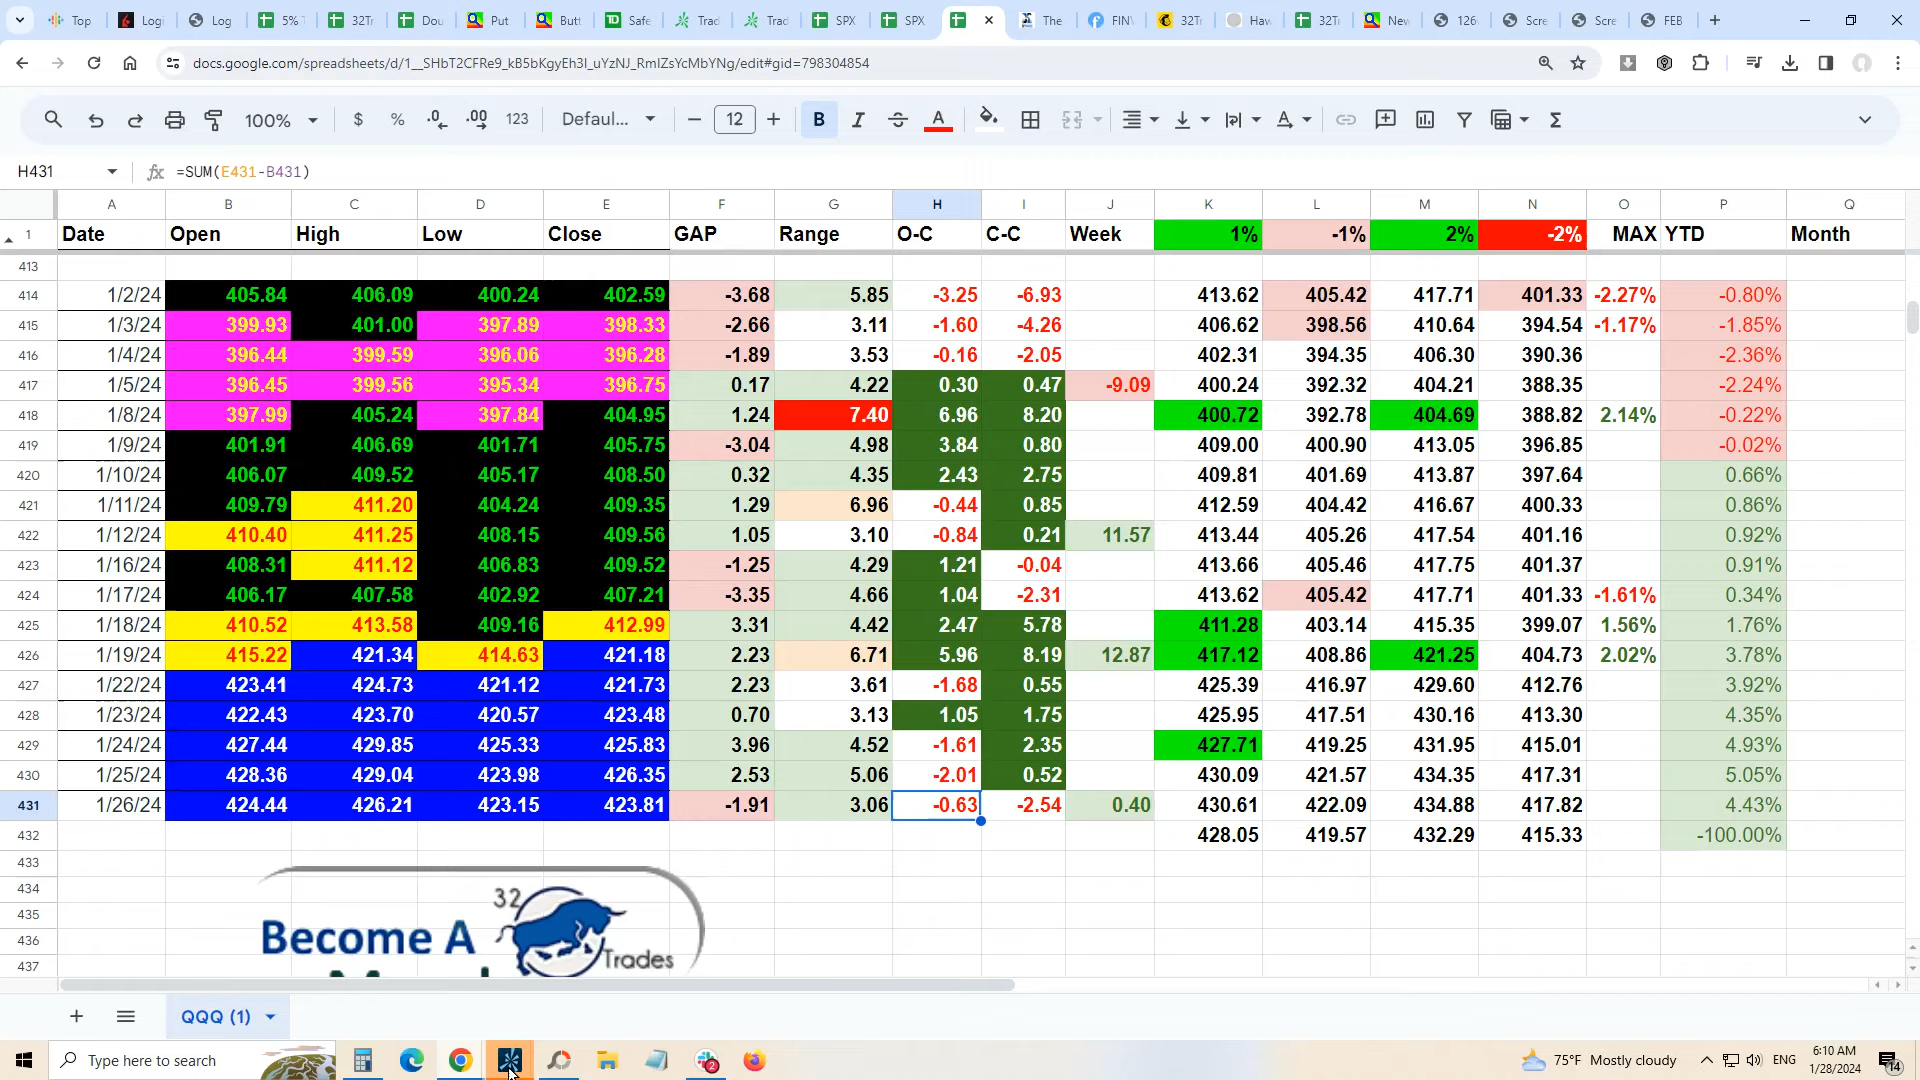 Top
Logi
Log
5% T
32Tr
Dou
Put
Butt
Safe
Trad
Trad
SPX
SPX
The
FINV
32Tr
Hav
32Tr
Nev
126
Scre
Scre
FEB
docs.google.com/spreadsheets/d/1__SHbT2CFRe9_kB5bKgyEh3I_uYzNJ_RmIZsYcMbYNg/edit#gid=798304854
100% $ % .0 .00 123 Defaul... 12 B I A
H431 fx =SUM(E431-B431)
A B C D E F G H I J K L M N O P Q
1 Date Open High Low Close GAP Range O-C C-C Week 1% -1% 2% -2% MAX YTD Month
413
414 1/2/24 405.84 406.09 400.24 402.59 -3.68 5.85 -3.25 -6.93 413.62 405.42 417.71 401.33 -2.27% -0.80%
415 1/3/24 399.93 401.00 397.89 398.33 -2.66 3.11 -1.60 -4.26 406.62 398.56 410.64 394.54 -1.17% -1.85%
416 1/4/24 396.44 399.59 396.06 396.28 -1.89 3.53 -0.16 -2.05 402.31 394.35 406.30 390.36 -2.36%
417 1/5/24 396.45 399.56 395.34 396.75 0.17 4.22 0.30 0.47 -9.09 400.24 392.32 404.21 388.35 -2.24%
418 1/8/24 397.99 405.24 397.84 404.95 1.24 7.40 6.96 8.20 400.72 392.78 404.69 388.82 2.14% -0.22%
419 1/9/24 401.91 406.69 401.71 405.75 -3.04 4.98 3.84 0.80 409.00 400.90 413.05 396.85 -0.02%
420 1/10/24 406.07 409.52 405.17 408.50 0.32 4.35 2.43 2.75 409.81 401.69 413.87 397.64 0.66%
421 1/11/24 409.79 411.20 404.24 409.35 1.29 6.96 -0.44 0.85 412.59 404.42 416.67 400.33 0.86%
422 1/12/24 410.40 411.25 408.15 409.56 1.05 3.10 -0.84 0.21 11.57 413.44 405.26 417.54 401.16 0.92%
423 1/16/24 408.31 411.12 406.83 409.52 -1.25 4.29 1.21 -0.04 413.66 405.46 417.75 401.37 0.91%
424 1/17/24 406.17 407.58 402.92 407.21 -3.35 4.66 1.04 -2.31 413.62 405.42 417.71 401.33 -1.61% 0.34%
425 1/18/24 410.52 413.58 409.16 412.99 3.31 4.42 2.47 5.78 411.28 403.14 415.35 399.07 1.56% 1.76%
426 1/19/24 415.22 421.34 414.63 421.18 2.23 6.71 5.96 8.19 12.87 417.12 408.86 421.25 404.73 2.02% 3.78%
427 1/22/24 423.41 424.73 421.12 421.73 2.23 3.61 -1.68 0.55 425.39 416.97 429.60 412.76 3.92%
428 1/23/24 422.43 423.70 420.57 423.48 0.70 3.13 1.05 1.75 425.95 417.51 430.16 413.30 4.35%
429 1/24/24 427.44 429.85 425.33 425.83 3.96 4.52 -1.61 2.35 427.71 419.25 431.95 415.01 4.93%
430 1/25/24 428.36 429.04 423.98 426.35 2.53 5.06 -2.01 0.52 430.09 421.57 434.35 417.31 5.05%
431 1/26/24 424.44 426.21 423.15 423.81 -1.91 3.06 -0.63 -2.54 0.40 430.61 422.09 434.88 417.82 4.43%
432 428.05 419.57 432.29 415.33 -100.00%
433
434
435
436
437
32
Become A
Trades
QQQ (1)
Type here to search
2
75°F Mostly cloudy
ENG
6:10 AM
1/28/2024
14